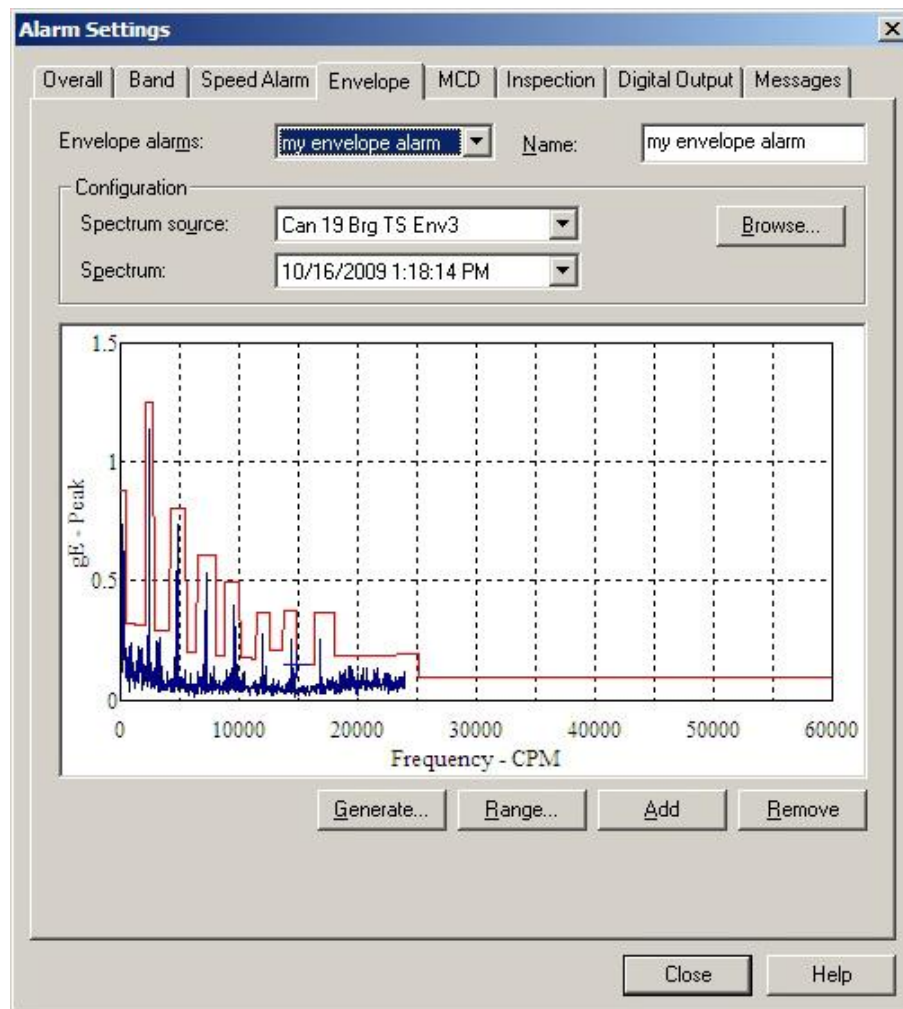 Alarm Settings
Overall Band Speed Alarm Envelope MCD Inspection Digital Output Messages
Envelope alarms: my envelope alarm Name: my envelope alarm
Configuration
Spectrum source: Can 19 Brg TS Env3 Browse...
Spectrum: 10/16/2009 1:18:14 PM
1.5
1
gE - Peak
0.5
0
0 10000 20000 30000 40000 50000 60000
Frequency - CPM
Generate... Range... Add Remove
Close Help